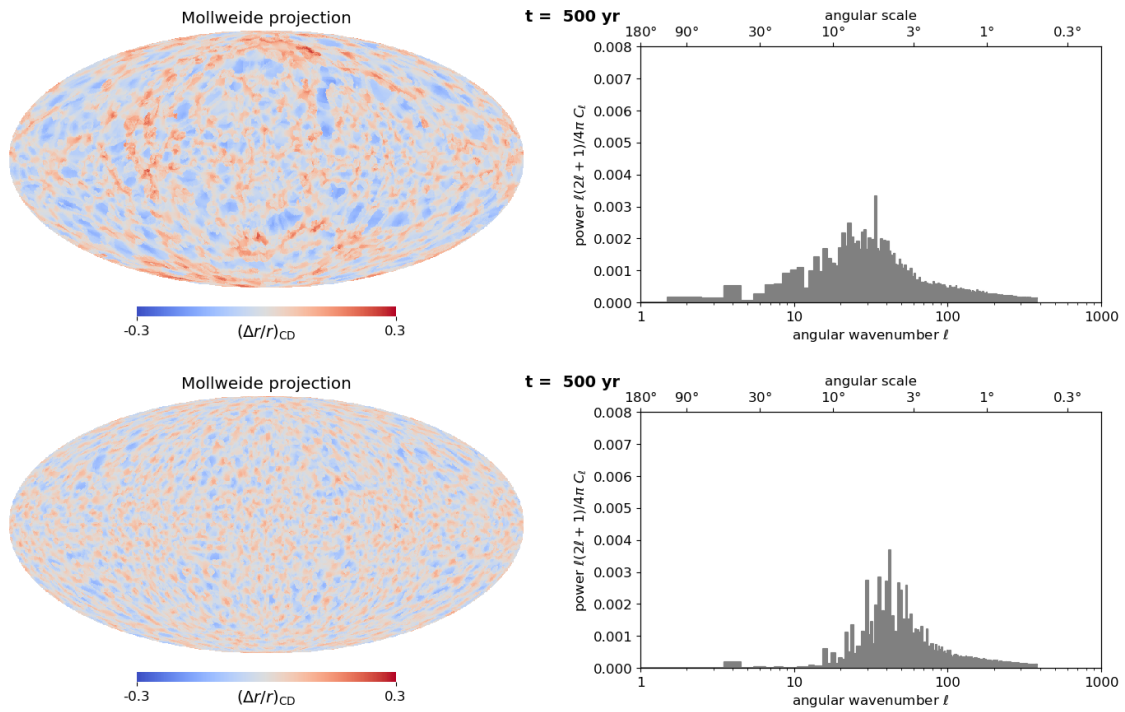 Mollweide projection
t =  500 yr
angular scale
180° 90° 30° 10° 3° 1° 0.3°
0.008
0.007
0.006
0.005
0.004
0.003
0.002
0.001
0.000
power ℓ(2ℓ + 1)/4π Cℓ
1 10 100 1000
angular wavenumber ℓ
-0.3 0.3
(Δr/r)CD
Mollweide projection
t =  500 yr
angular scale
180° 90° 30° 10° 3° 1° 0.3°
0.008
0.007
0.006
0.005
0.004
0.003
0.002
0.001
0.000
power ℓ(2ℓ + 1)/4π Cℓ
1 10 100 1000
angular wavenumber ℓ
-0.3 0.3
(Δr/r)CD